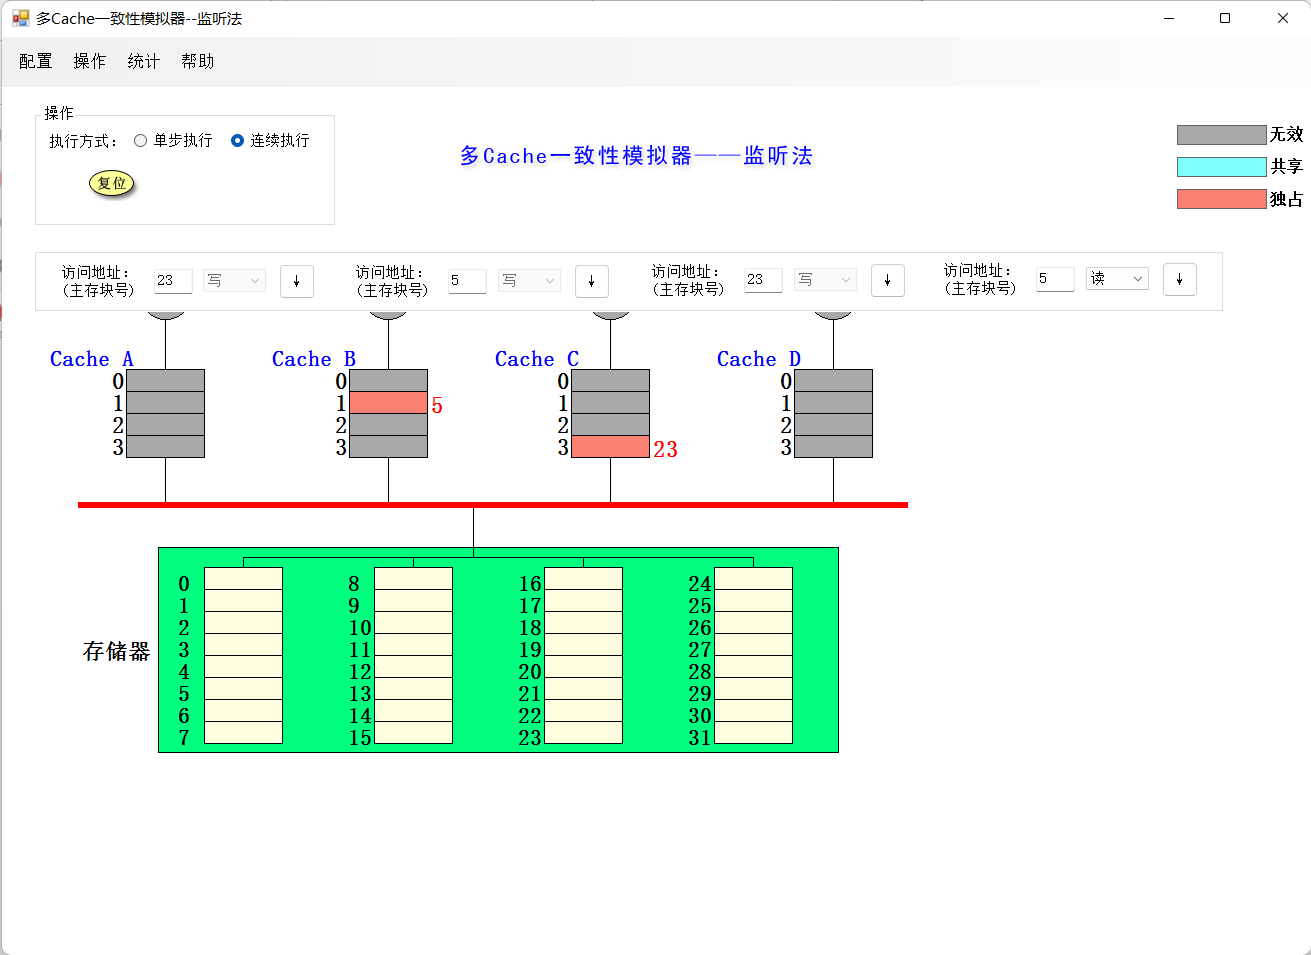 多Cache一致性模拟器--监听法
配置 操作 统计 帮助
操作
执行方式： 单步执行 连续执行
复位
多Cache一致性模拟器——监听法
无效
共享
独占
访问地址：
(主存块号)
23 写 ↓
访问地址：
(主存块号)
5 写 ↓
访问地址：
(主存块号)
23 写 ↓
访问地址：
(主存块号)
5 读 ↓
Cache A
0
1
2
3
Cache B
0
1 5
2
3
Cache C
0
1
2
3 23
Cache D
0
1
2
3
存储器
0 8 16 24
1 9 17 25
2 10 18 26
3 11 19 27
4 12 20 28
5 13 21 29
6 14 22 30
7 15 23 31